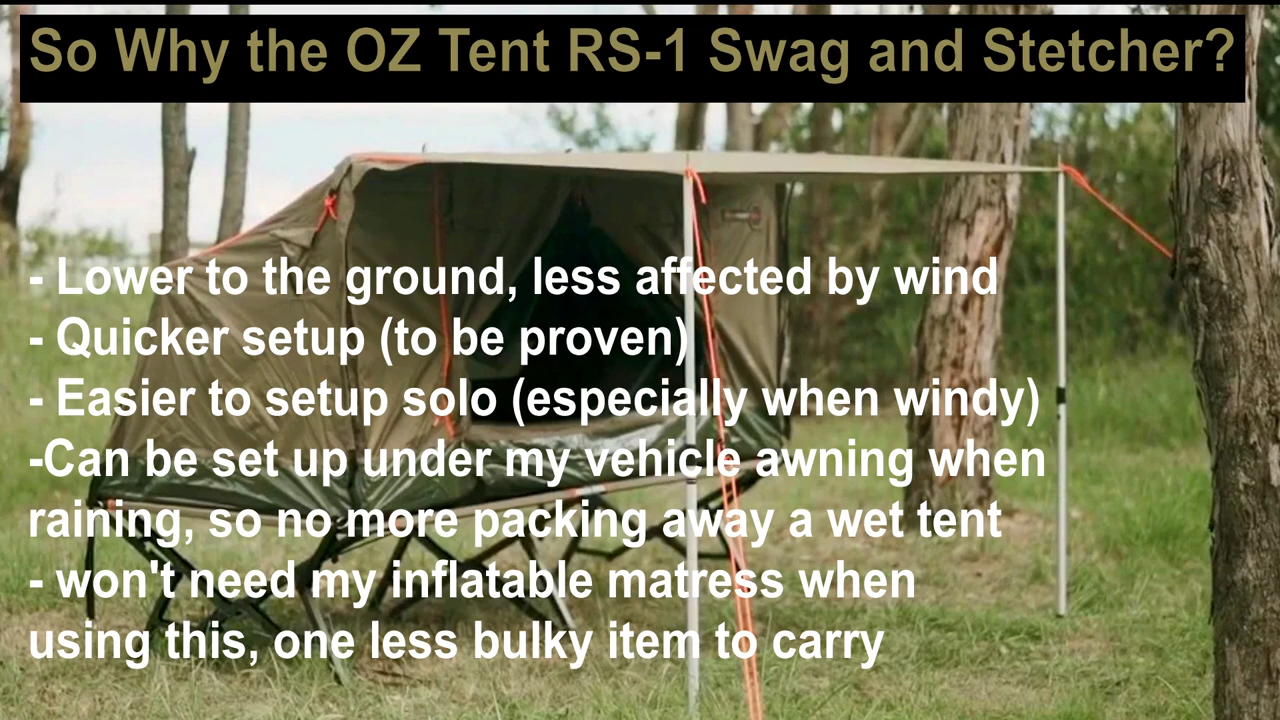 So Why the OZ Tent RS-1 Swag and Stetcher?
- Lower to the ground, less affected by wind
- Quicker setup (to be proven)
- Easier to setup solo (especially when windy)
-Can be set up under my vehicle awning when
raining, so no more packing away a wet tent
- won't need my inflatable matress when
using this, one less bulky item to carry